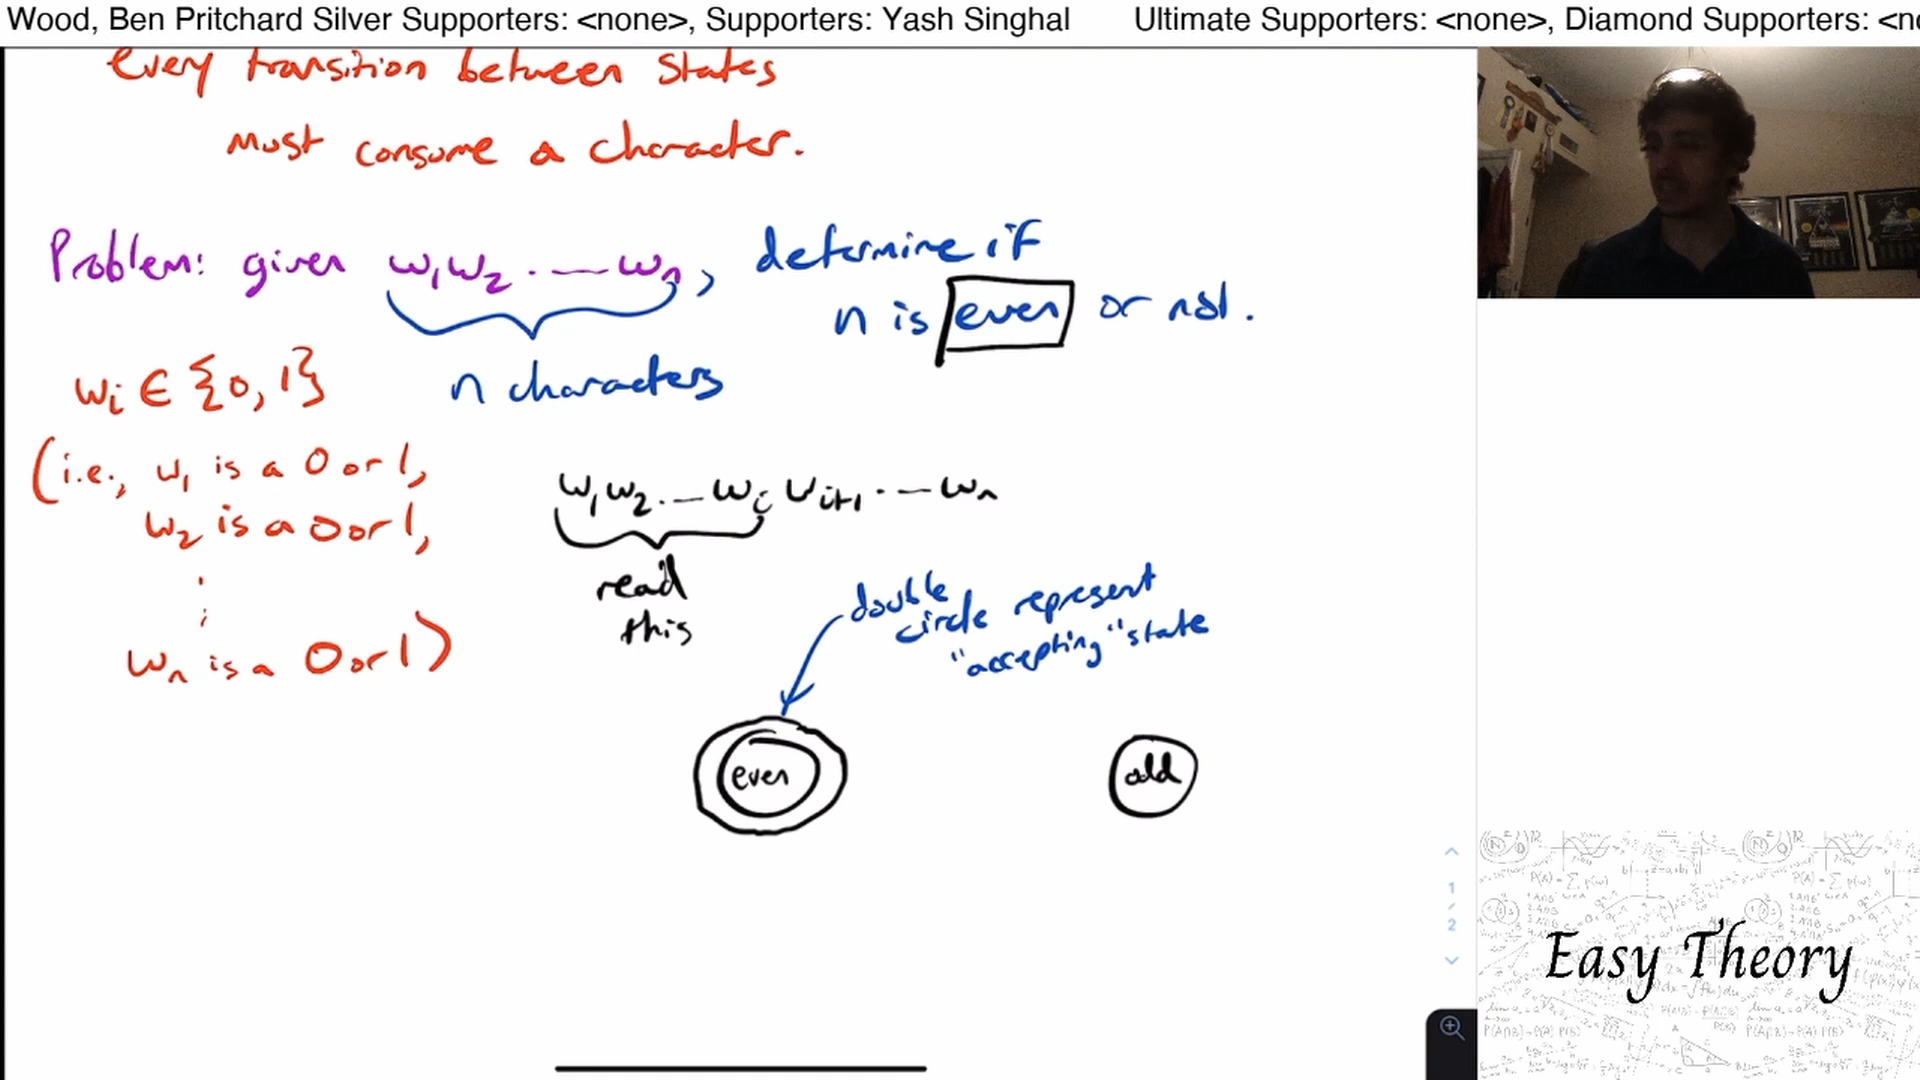 Wood, Ben Pritchard Silver Supporters: <none>, Supporters: Yash Singhal Ultimate Supporters: <none>, Diamond Supporters: <no
every transition between states
must consume a character.
Problem: given w₁w₂ . — wₙ, determine if
n is even or not.
n characters
wᵢ ∈ {0, 1}
(i.e., w₁ is a 0 or 1,
w₂ is a 0 or 1,
wₙ is a 0 or 1)
w₁w₂ . — wᵢ wᵢ₊₁ . — wₙ
read
this
double
circle represent
"accepting" state
even
odd
1
2
Easy Theory